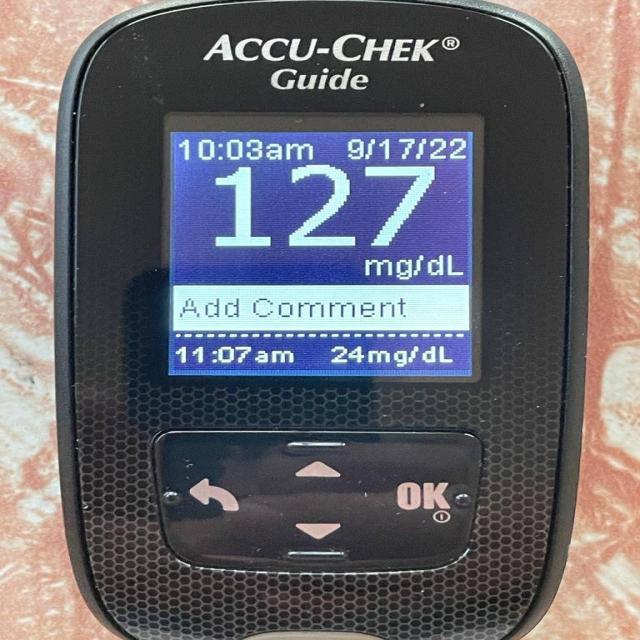 ACCU-CHEK®
Guide
10:03am 9/17/22
127
mg/dL
Add Comment
11:07am 24mg/dL
OK